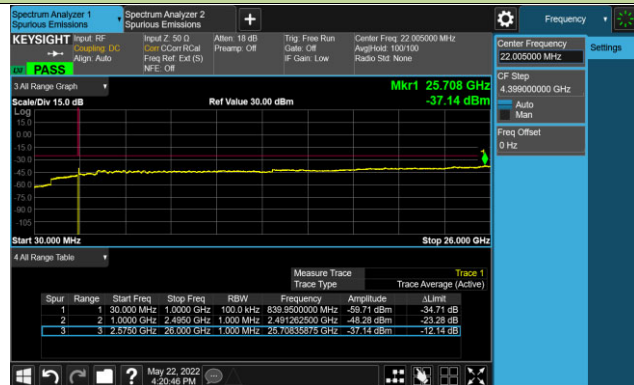 Spectrum Analyzer 1
Spurious Emissions
Spectrum Analyzer 2
Spurious Emissions
+
Frequency
KEYSIGHT
Input: RF
Coupling: DC
Align: Auto
Input Z: 50 Ω
Corr CCorr RCal
Freq Ref: Ext (S)
NFE: Off
Atten: 18 dB
Preamp: Off
Trig: Free Run
Gate: Off
IF Gain: Low
Center Freq: 22.005000 MHz
Avg|Hold: 100/100
Radio Std: None
PASS
Center Frequency
22.005000 MHz
Settings
CF Step
4.399000000 GHz
Auto
Man
Freq Offset
0 Hz
3 All Range Graph
Mkr1 25.708 GHz
Scale/Div 15.0 dB
Ref Value 30.00 dBm
-37.14 dBm
Log
15.0
0.00
-15.0
-30.0
-45.0
-60.0
-75.0
-90.0
-105
1
Start 30.000 MHz
Stop 26.000 GHz
4 All Range Table
Measure Trace Trace 1
Trace Type Trace Average (Active)
Spur Range Start Freq Stop Freq RBW Frequency Amplitude ΔLimit
1 1 30.000 MHz 1.0000 GHz 100.0 kHz 839.9500000 MHz -59.71 dBm -34.71 dB
2 2 1.0000 GHz 2.4950 GHz 1.000 MHz 2.491262500 GHz -48.28 dBm -23.28 dB
3 3 2.5750 GHz 26.000 GHz 1.000 MHz 25.70835875 GHz -37.14 dBm -12.14 dB
?
May 22, 2022
4:20:46 PM